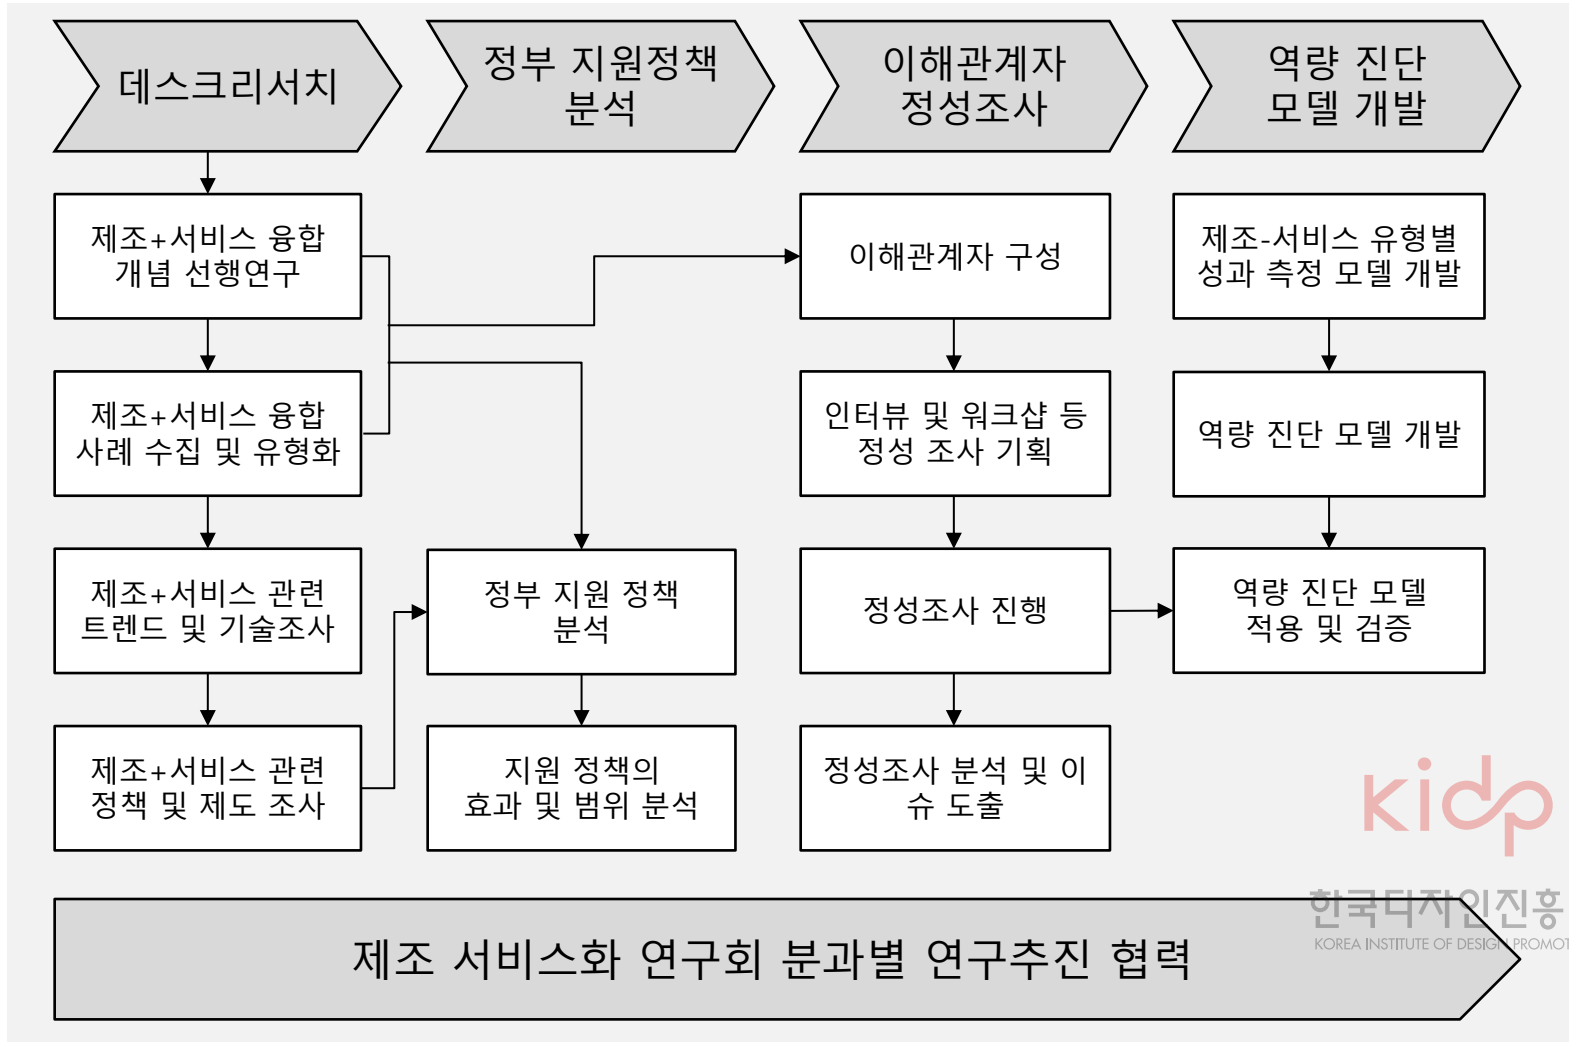 데스크리서치
정부 지원정책
분석
이해관계자
정성조사
역량 진단
모델 개발
제조+서비스 융합
개념 선행연구
제조+서비스 융합
사례 수집 및 유형화
제조+서비스 관련
트렌드 및 기술조사
제조+서비스 관련
정책 및 제도 조사
정부 지원 정책
분석
지원 정책의
효과 및 범위 분석
이해관계자 구성
인터뷰 및 워크샵 등
정성 조사 기획
정성조사 진행
정성조사 분석 및 이
슈 도출
제조-서비스 유형별
성과 측정 모델 개발
역량 진단 모델 개발
역량 진단 모델
적용 및 검증
제조 서비스화 연구회 분과별 연구추진 협력
kidp
한국디자인진흥
KOREA INSTITUTE OF DESIGN PROMOT